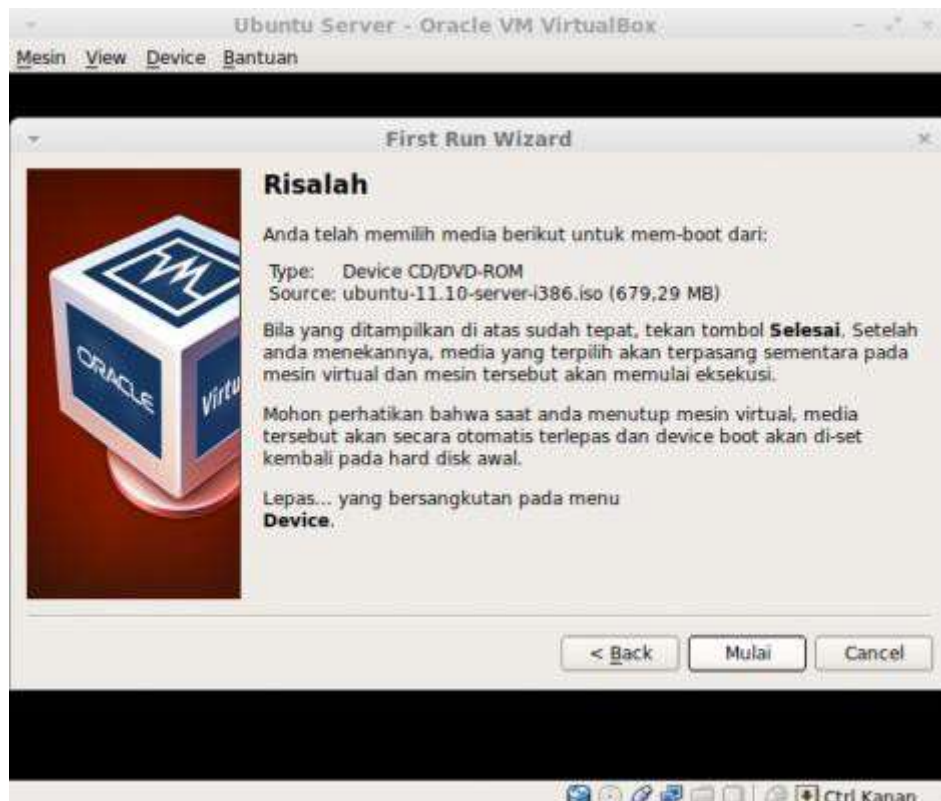 Ubuntu Server - Oracle VM VirtualBox
Mesin View Device Bantuan
First Run Wizard
Risalah
Anda telah memilih media berikut untuk mem-boot dari:
Type: Device CD/DVD-ROM
Source: ubuntu-11.10-server-i386.iso (679,29 MB)
Bila yang ditampilkan di atas sudah tepat, tekan tombol Selesai. Setelah
anda menekannya, media yang terpilih akan terpasang sementara pada
mesin virtual dan mesin tersebut akan memulai eksekusi.
Mohon perhatikan bahwa saat anda menutup mesin virtual, media
tersebut akan secara otomatis terlepas dan device boot akan di-set
kembali pada hard disk awal.
Lepas... yang bersangkutan pada menu
Device.
ORACLE
Virtu
< Back Mulai Cancel
Ctrl Kanan